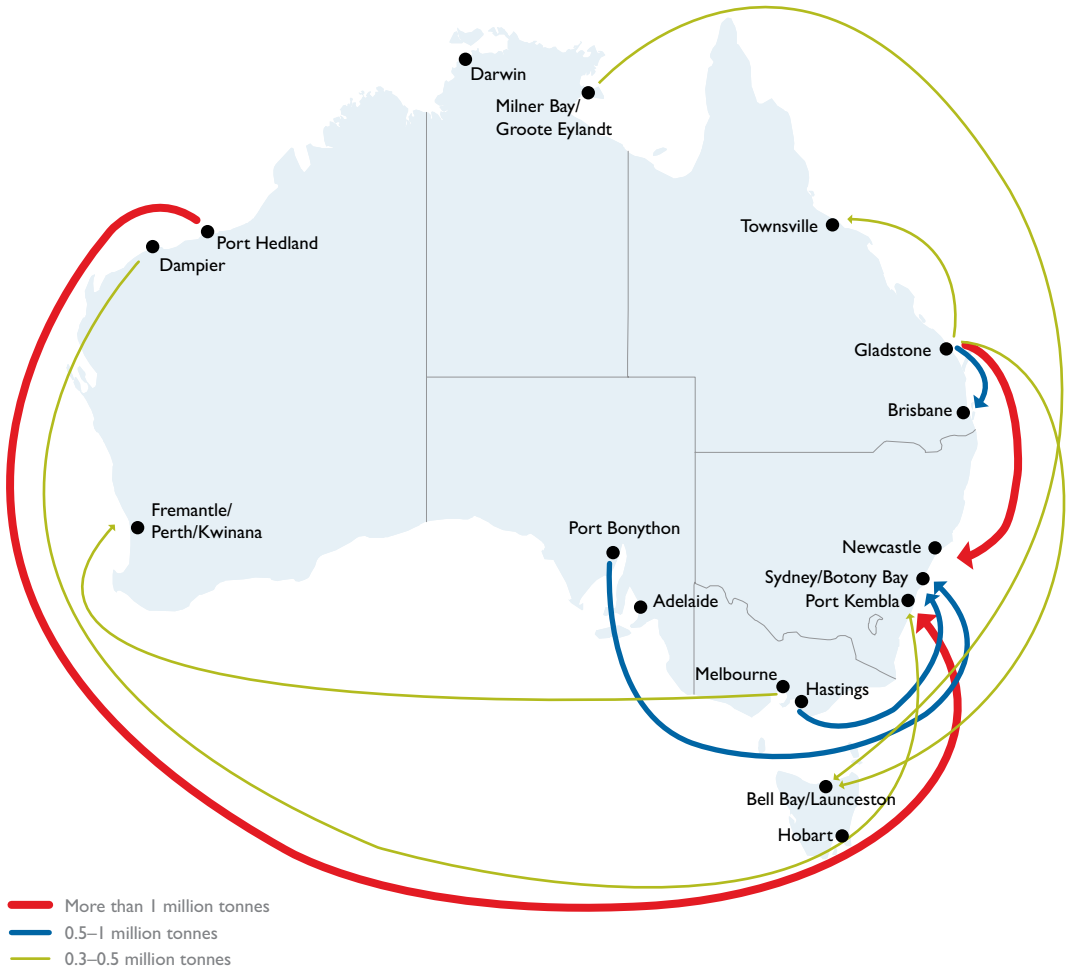 Darwin
Milner Bay/
Groote Eylandt
Townsville
Port Hedland
Dampier
Gladstone
Brisbane
Fremantle/
Perth/Kwinana
Port Bonython
Newcastle
Sydney/Botony Bay
Adelaide
Port Kembla
Melbourne
Hastings
Bell Bay/Launceston
Hobart
More than 1 million tonnes
0.5–1 million tonnes
0.3–0.5 million tonnes